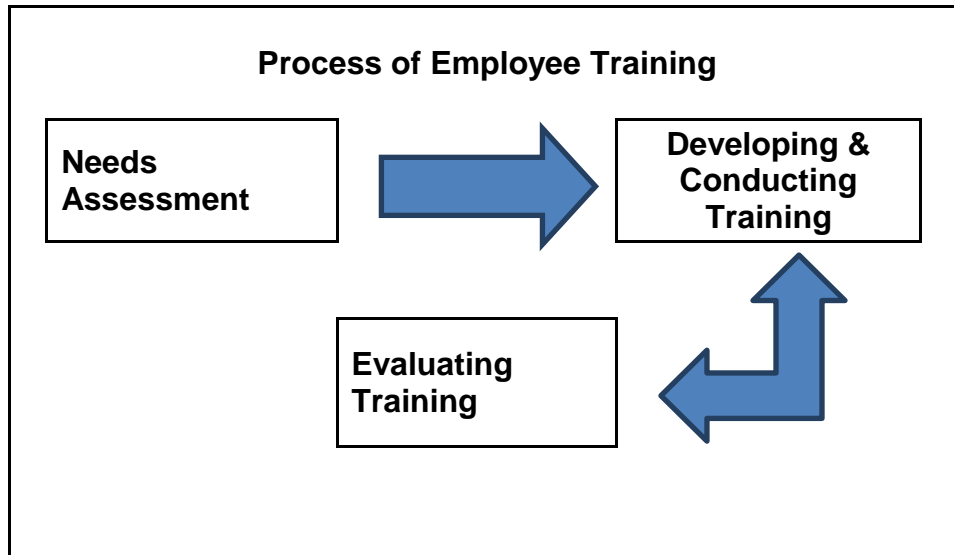 Process of Employee Training
Needs
Assessment
Developing &
Conducting
Training
Evaluating
Training